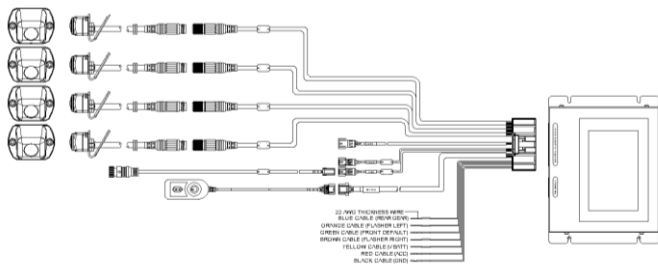 22 AWG THICKNESS WIRE
BLUE CABLE (REAR GEAR)
ORANGE CABLE (FLASHER LEFT)
GREEN CABLE (FRONT DEFAULT)
BROWN CABLE (FLASHER RIGHT)
YELLOW CABLE (VBATT)
RED CABLE (ACC)
BLACK CABLE (GND)